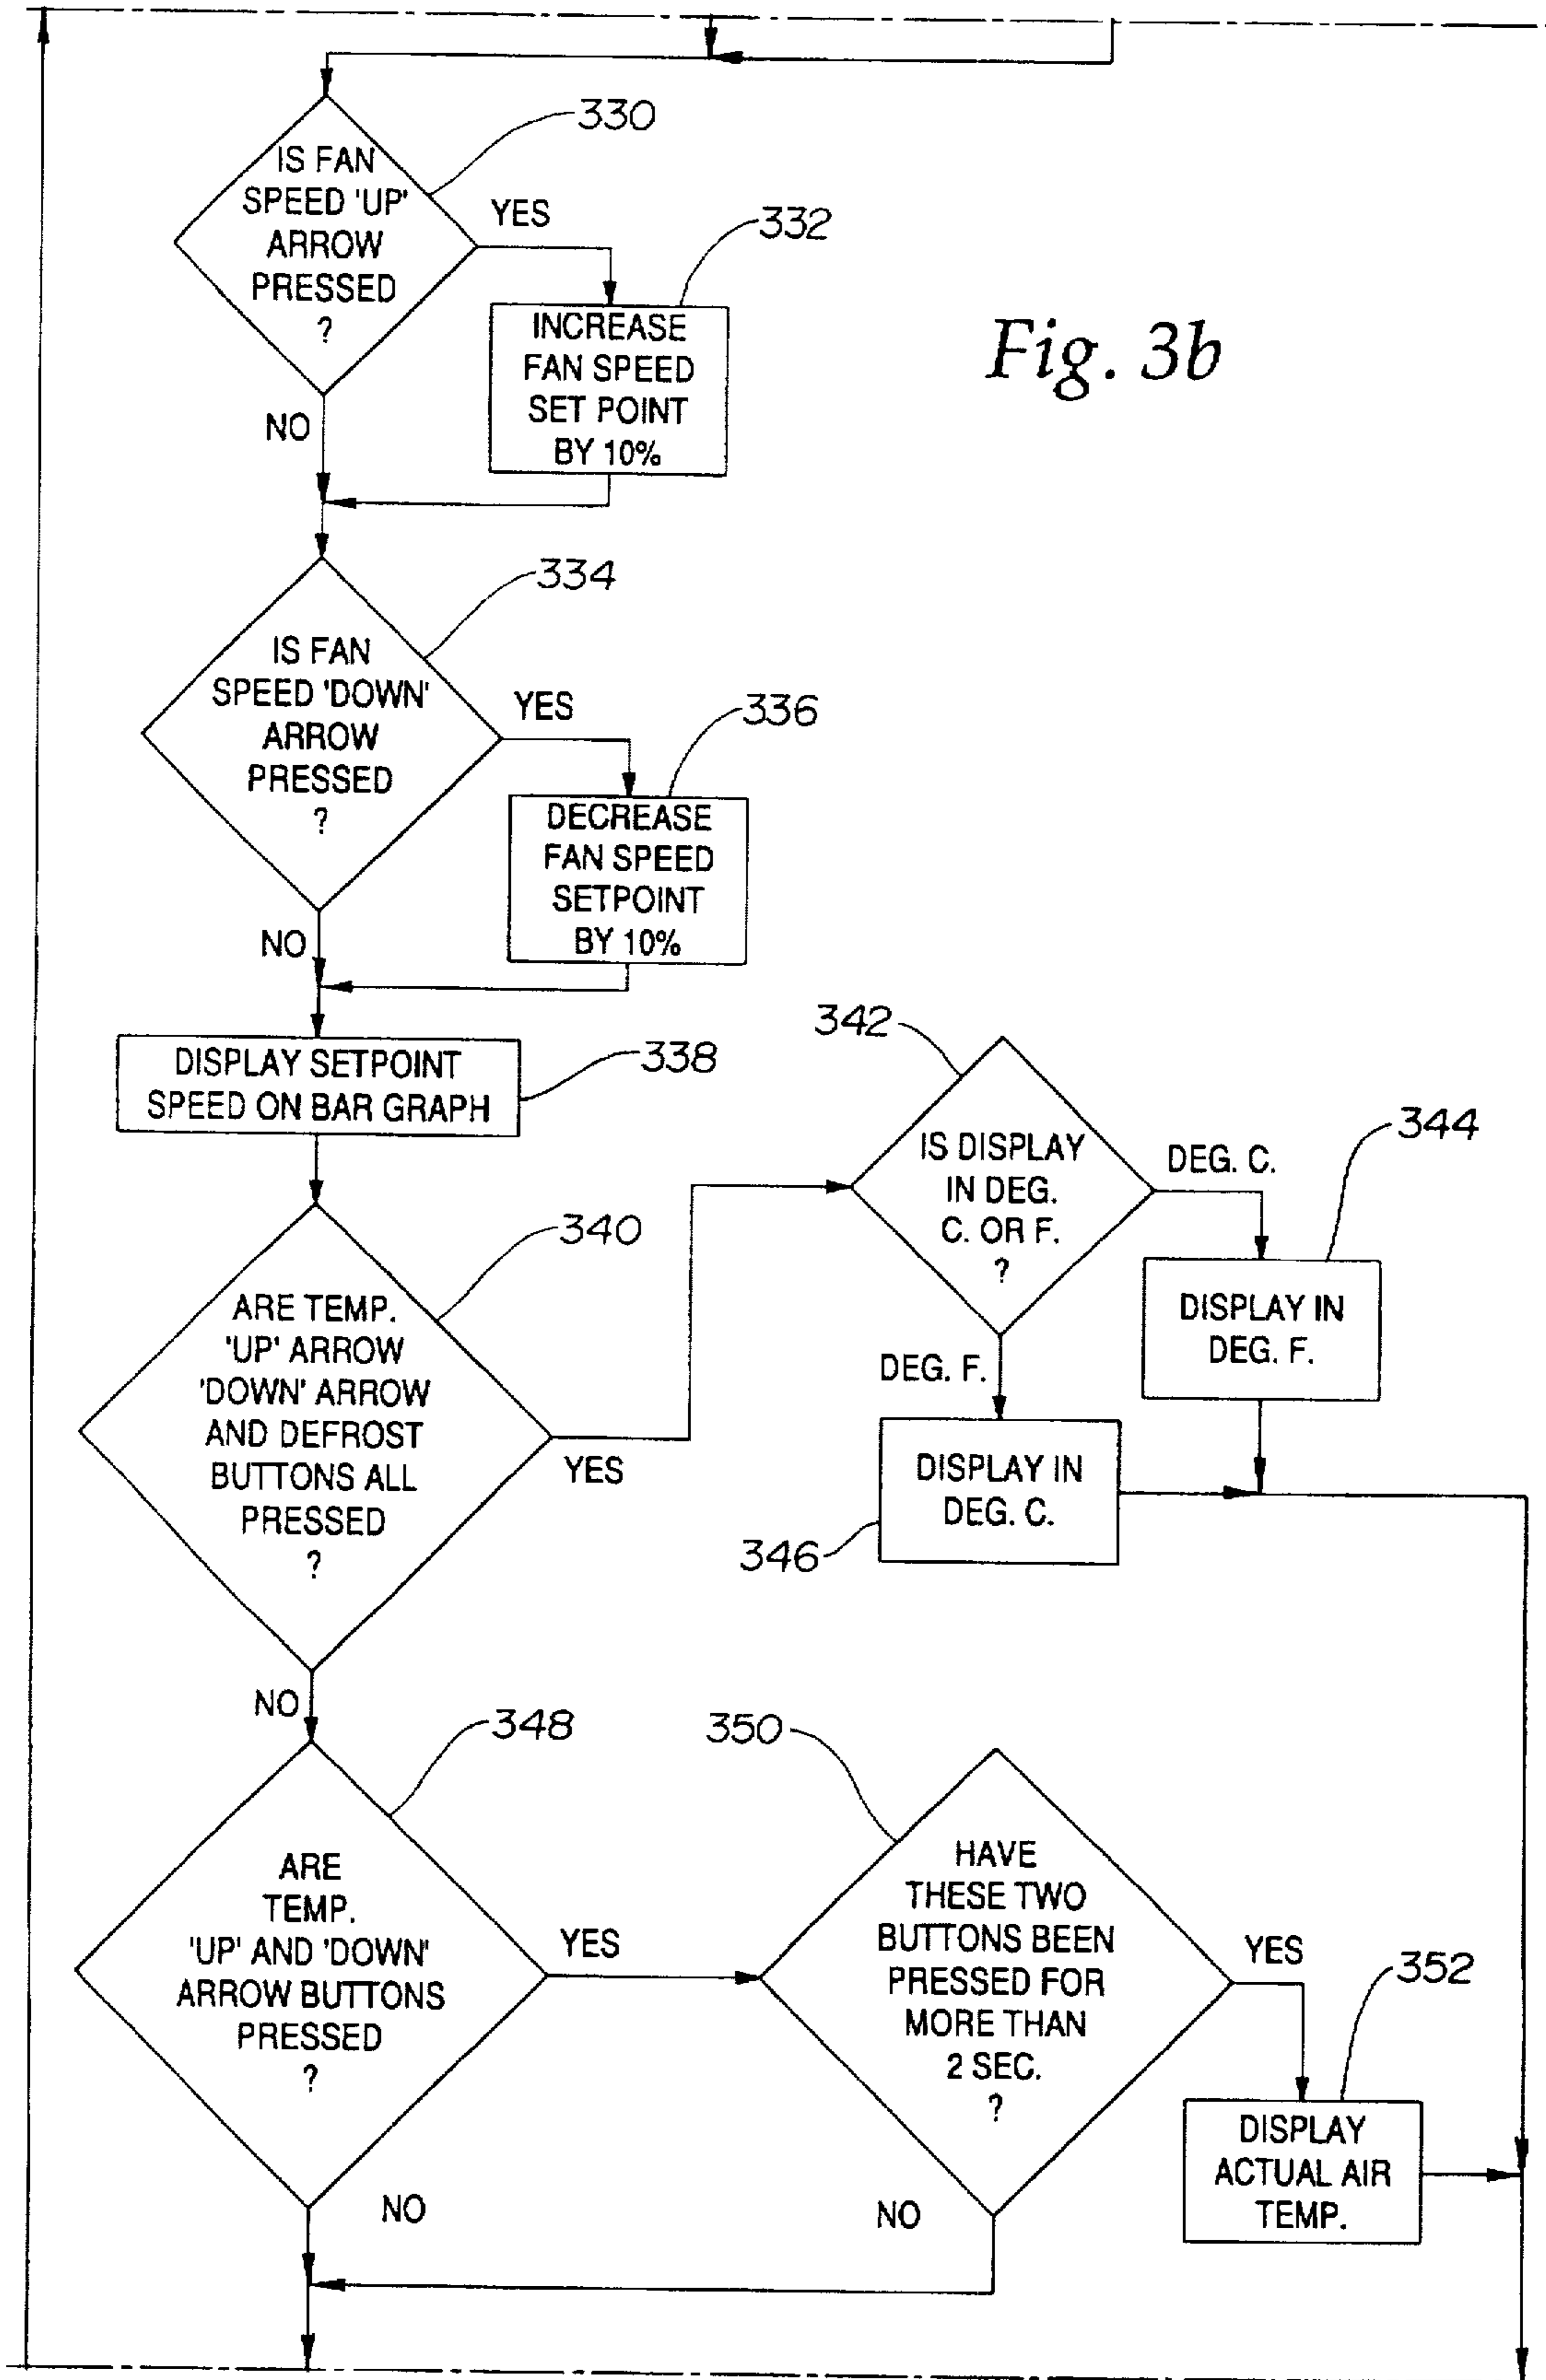 330
IS FAN
SPEED 'UP'
ARROW
PRESSED
?
YES
332
INCREASE
FAN SPEED
SET POINT
BY 10%
NO
Fig. 3b
334
IS FAN
SPEED 'DOWN'
ARROW
PRESSED
?
YES
336
DECREASE
FAN SPEED
SETPOINT
BY 10%
NO
DISPLAY SETPOINT
SPEED ON BAR GRAPH
338
340
ARE TEMP.
'UP' ARROW
'DOWN' ARROW
AND DEFROST
BUTTONS ALL
PRESSED
?
YES
NO
342
IS DISPLAY
IN DEG.
C. OR F.
?
DEG. C.
344
DISPLAY IN
DEG. F.
DEG. F.
DISPLAY IN
DEG. C.
346
348
ARE
TEMP.
'UP' AND 'DOWN'
ARROW BUTTONS
PRESSED
?
YES
NO
350
HAVE
THESE TWO
BUTTONS BEEN
PRESSED FOR
MORE THAN
2 SEC.
?
YES
NO
352
DISPLAY
ACTUAL AIR
TEMP.